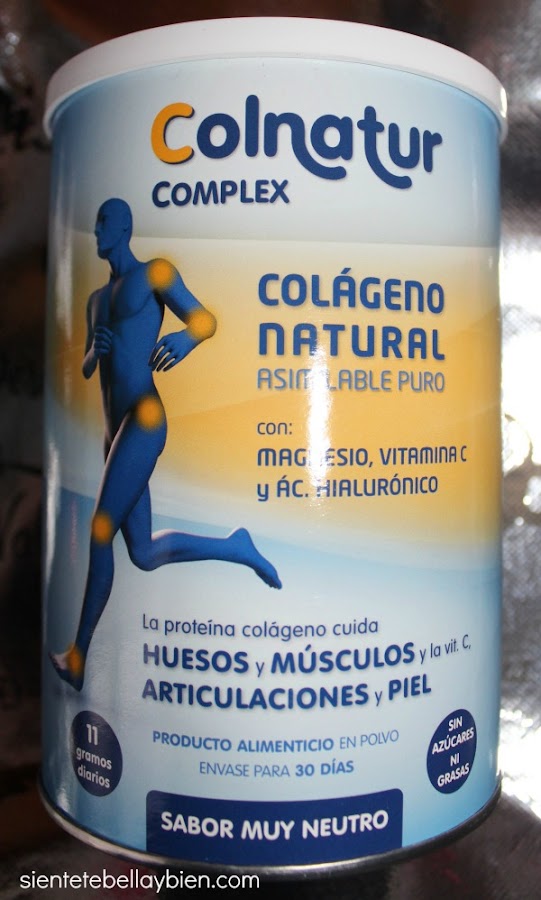 Colnatur
COMPLEX
COLÁGENO
NATURAL
ASIMILABLE PURO
con:
MAGNESIO, VITAMINA C
y ÁC. HIALURÓNICO
La proteína colágeno cuida
HUESOS y MÚSCULOS y la vit. C,
ARTICULACIONES y PIEL
11
gramos
diarios
PRODUCTO ALIMENTICIO EN POLVO
ENVASE PARA 30 DÍAS
SIN
AZÚCARES
NI
GRASAS
SABOR MUY NEUTRO
sientetebellaybien.com